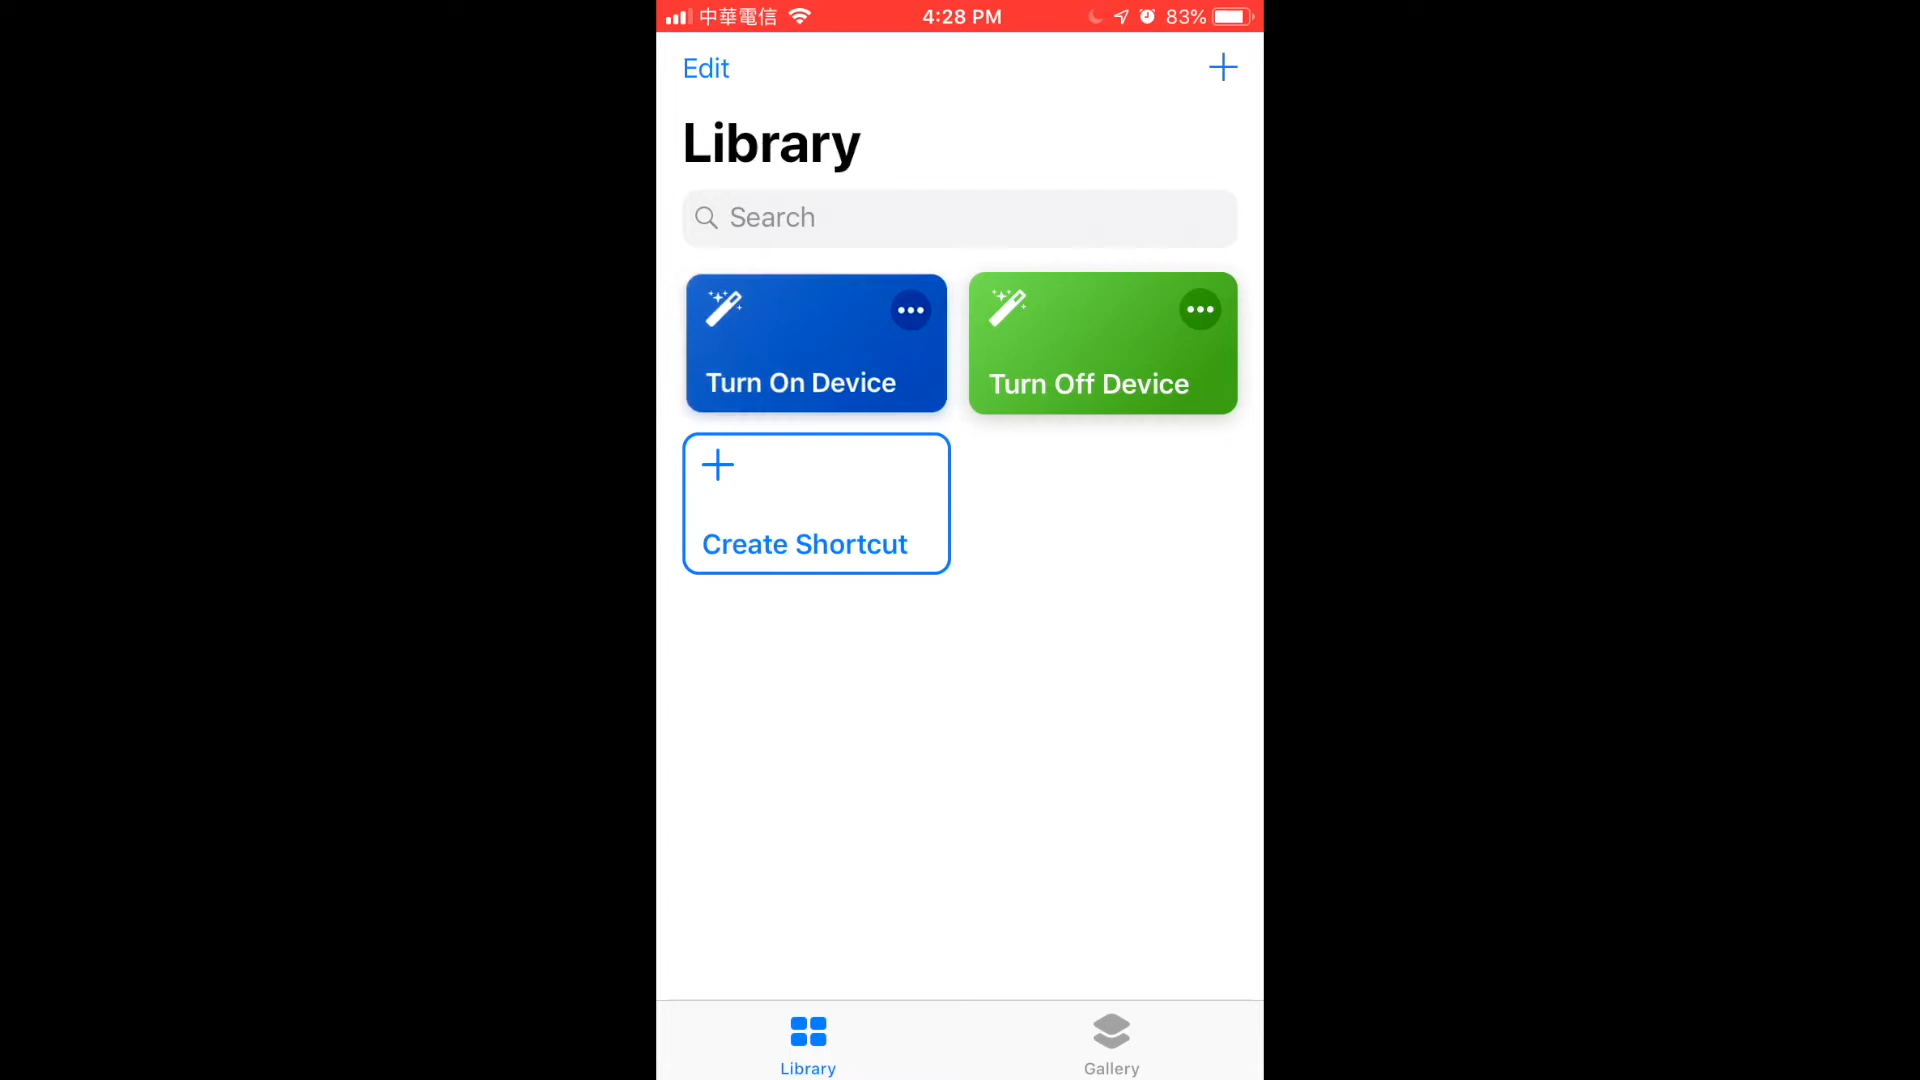 中華電信 4:28 PM 83%
Edit
Library
Search
Turn On Device Turn Off Device
Create Shortcut
Library Gallery